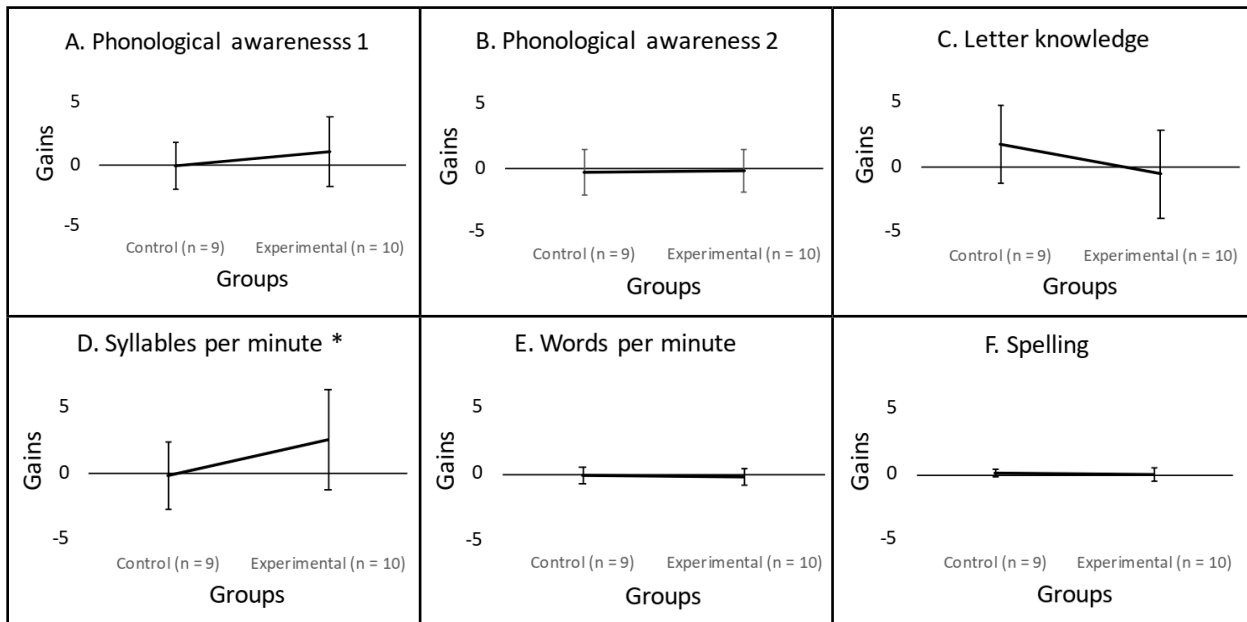 A. Phonological awarenesss 1
5
0
-5
Gains
Control (n = 9) Experimental (n = 10)
Groups
B. Phonological awareness 2
5
0
-5
Gains
Control (n = 9) Experimental (n = 10)
Groups
C. Letter knowledge
5
0
-5
Gains
Control (n = 9) Experimental (n = 10)
Groups
D. Syllables per minute *
5
0
-5
Gains
Control (n = 9) Experimental (n = 10)
Groups
E. Words per minute
5
0
-5
Gains
Control (n = 9) Experimental (n = 10)
Groups
F. Spelling
5
0
-5
Gains
Control (n = 9) Experimental (n = 10)
Groups